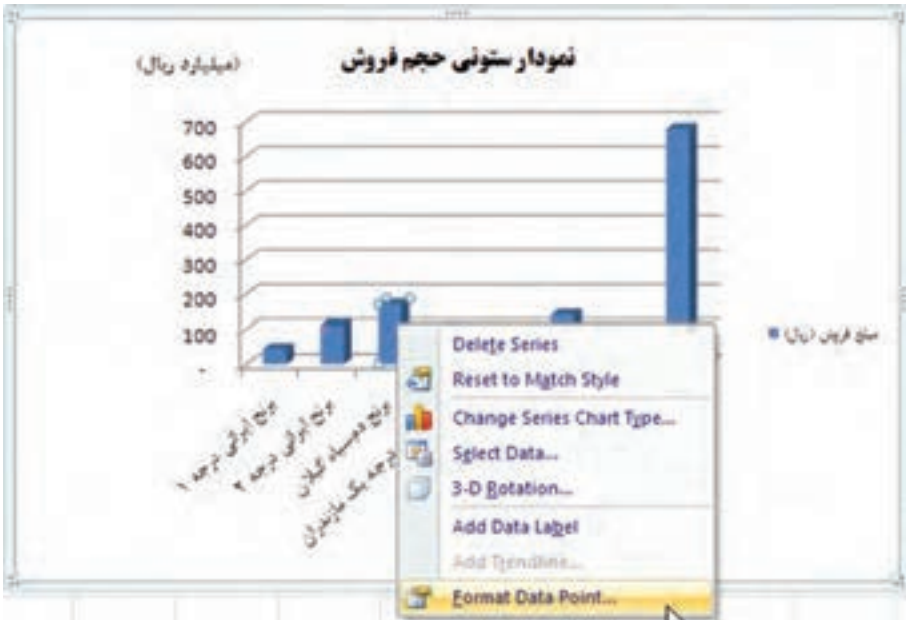 نمودار ستونی حجم فروش
(میلیارد ریال)
700
600
500
400
300
200
100
-
برنج ایرانی درجه ۱
برنج ایرانی درجه ۲
برنج دمسیاه گیلان
درجه یک مازندران
مبلغ فروش (ریال)
Delete Series
Reset to Match Style
Change Series Chart Type...
Select Data...
3-D Rotation...
Add Data Label
Add Trendline...
Format Data Point...